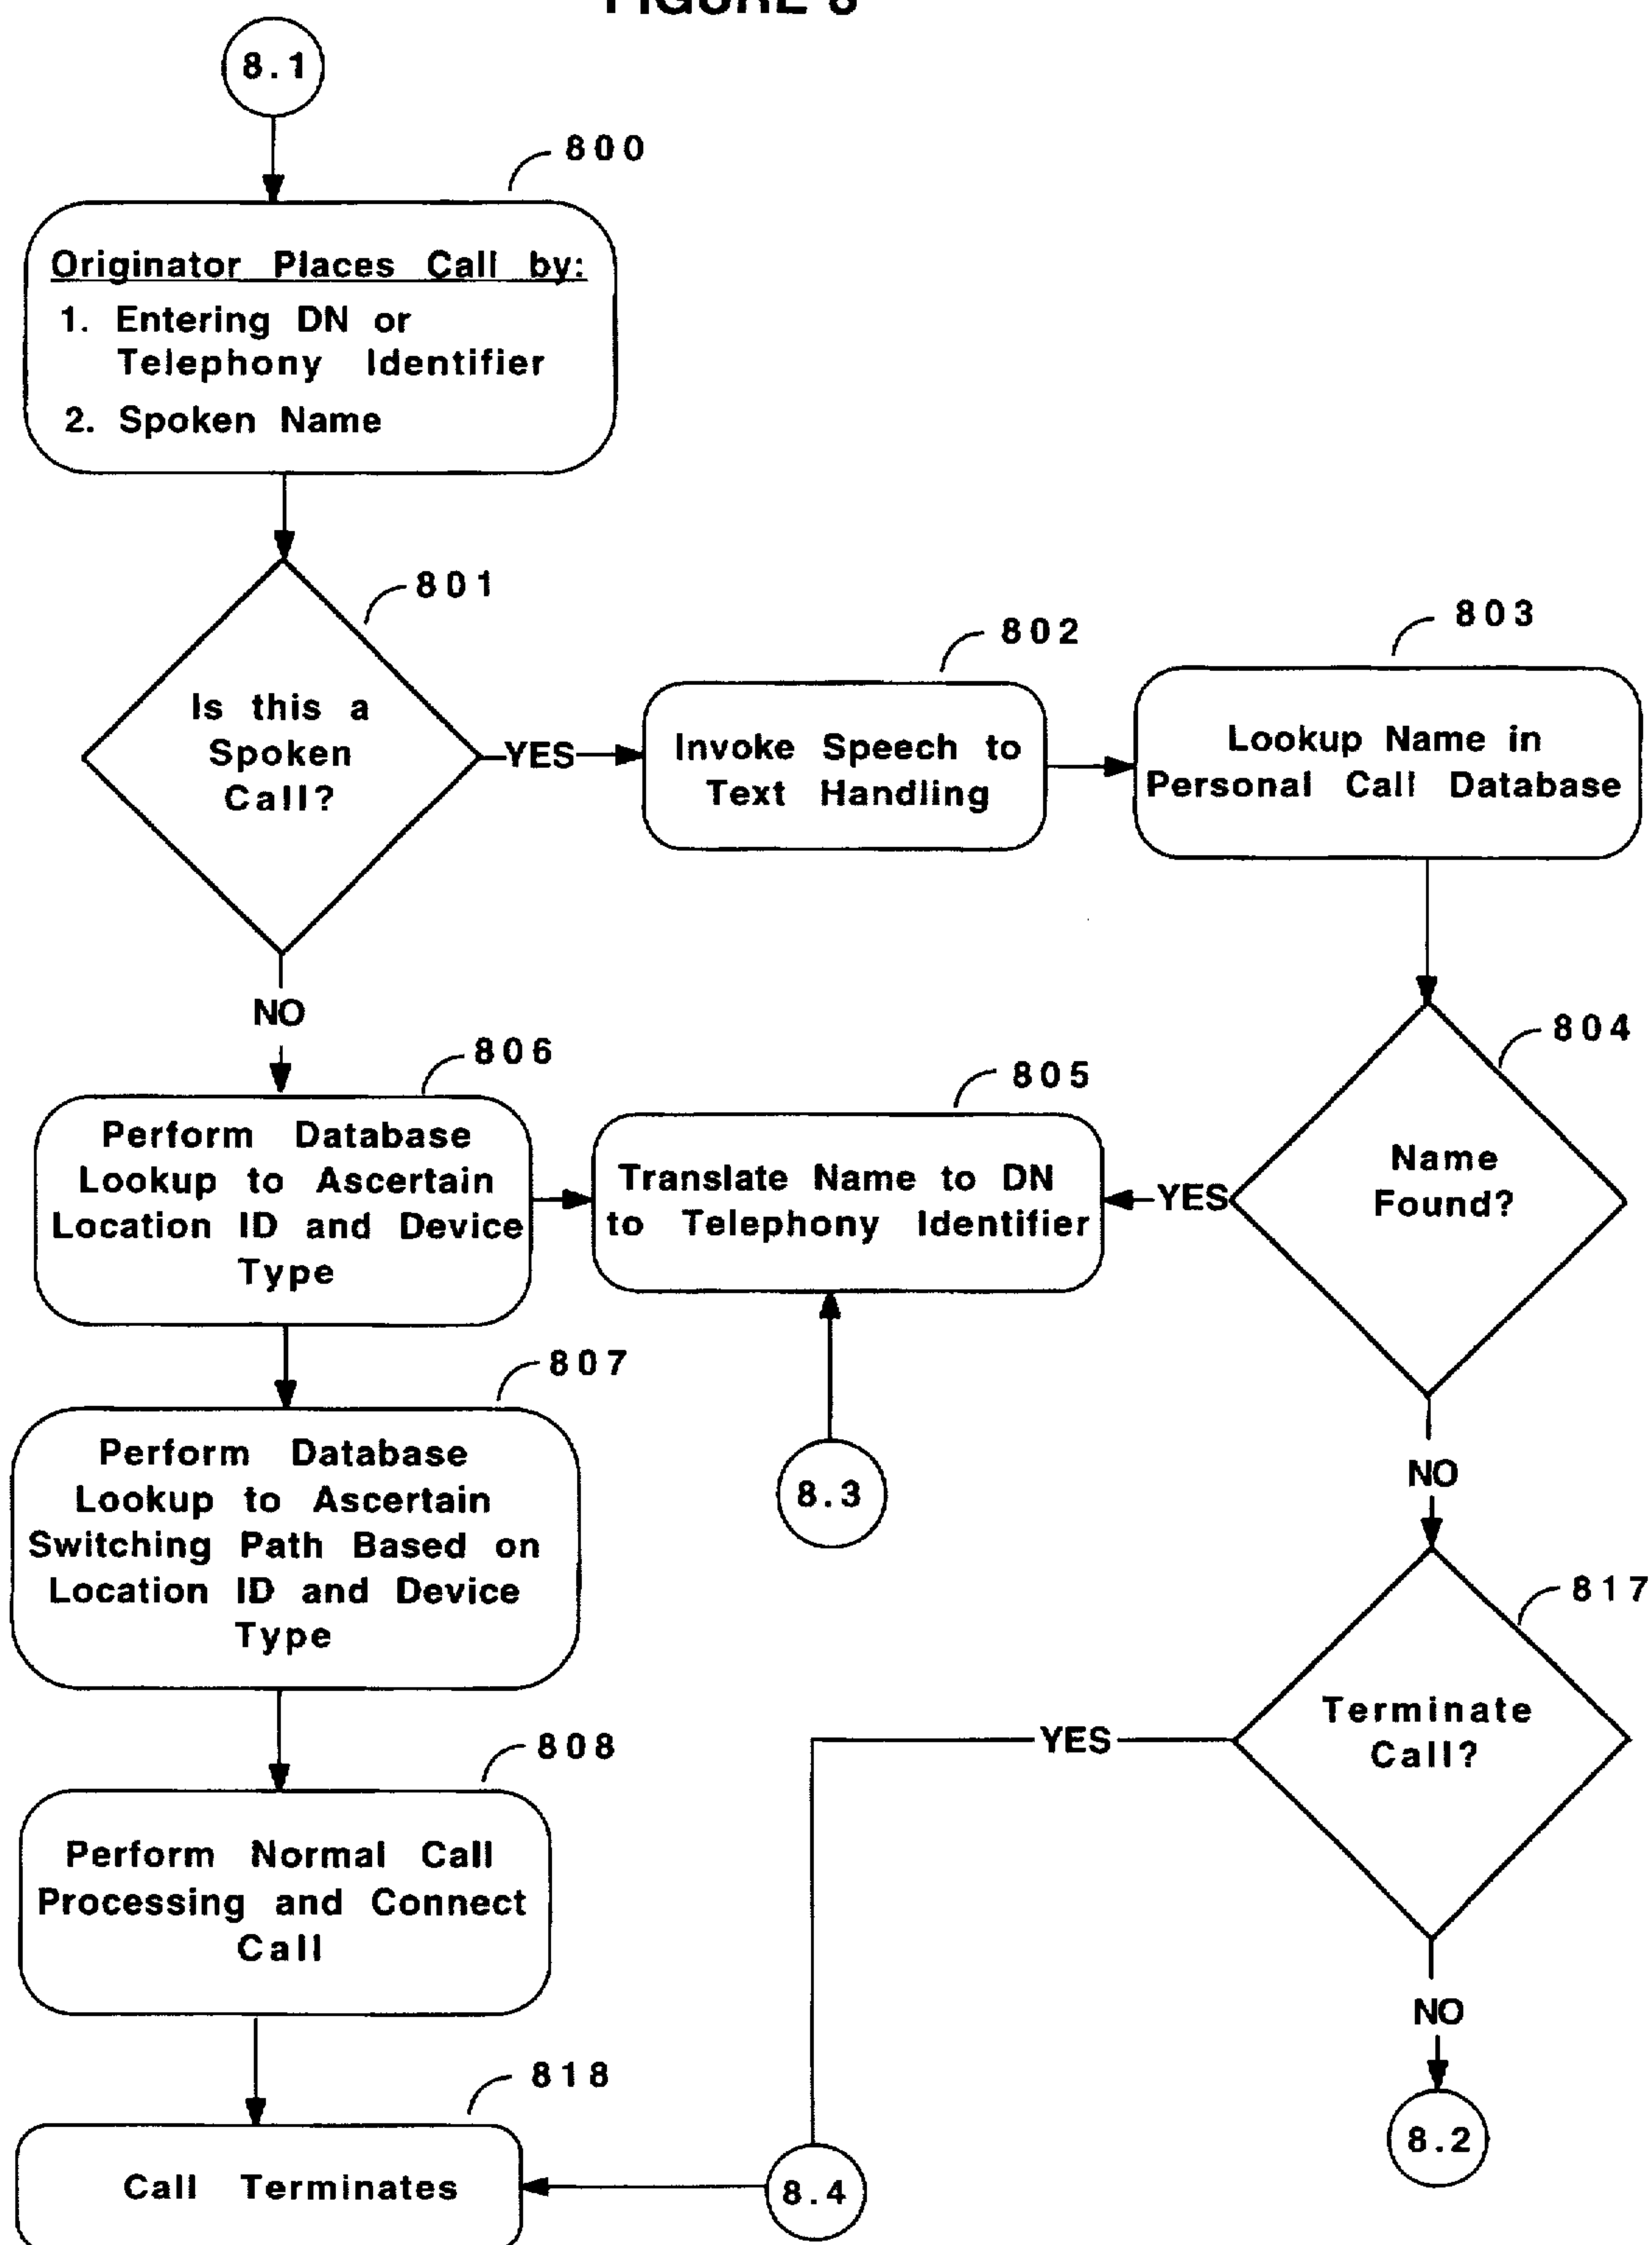 FIGURE 8
8.1
800
Originator Places Call by:
1. Entering DN or
Telephony Identifier
2. Spoken Name
801
Is this a
Spoken
Call?
YES
802
Invoke Speech to
Text Handling
803
Lookup Name in
Personal Call Database
NO
804
Name
Found?
YES
805
Translate Name to DN
to Telephony Identifier
806
Perform Database
Lookup to Ascertain
Location ID and Device
Type
807
Perform Database
Lookup to Ascertain
Switching Path Based on
Location ID and Device
Type
8.3
NO
817
Terminate
Call?
YES
808
Perform Normal Call
Processing and Connect
Call
NO
818
Call Terminates
8.4
8.2